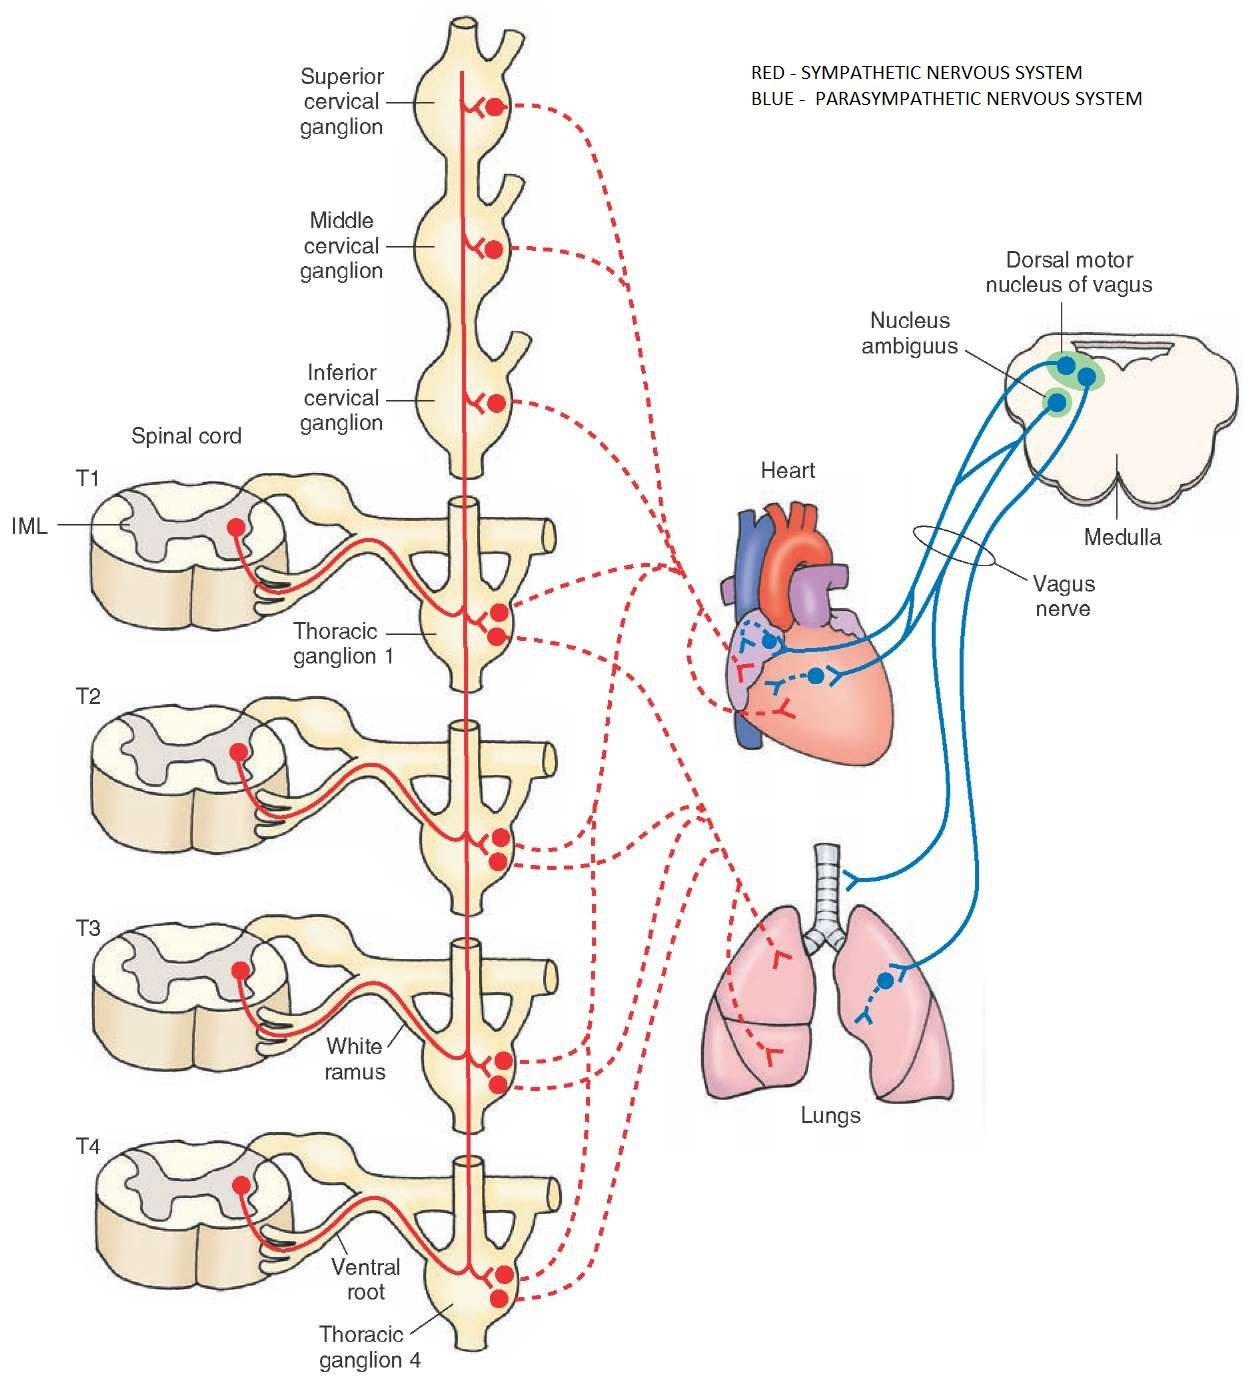 Superior
cervical
ganglion
RED - SYMPATHETIC NERVOUS SYSTEM
BLUE - PARASYMPATHETIC NERVOUS SYSTEM
Middle
cervical
ganglion
Dorsal motor
nucleus of vagus
Nucleus
ambiguus
Inferior
cervical
ganglion
Spinal cord
T1
Heart
IML
Medulla
Vagus
nerve
Thoracic
ganglion 1
T2
T3
White
ramus
Lungs
T4
Ventral
root
Thoracic
ganglion 4